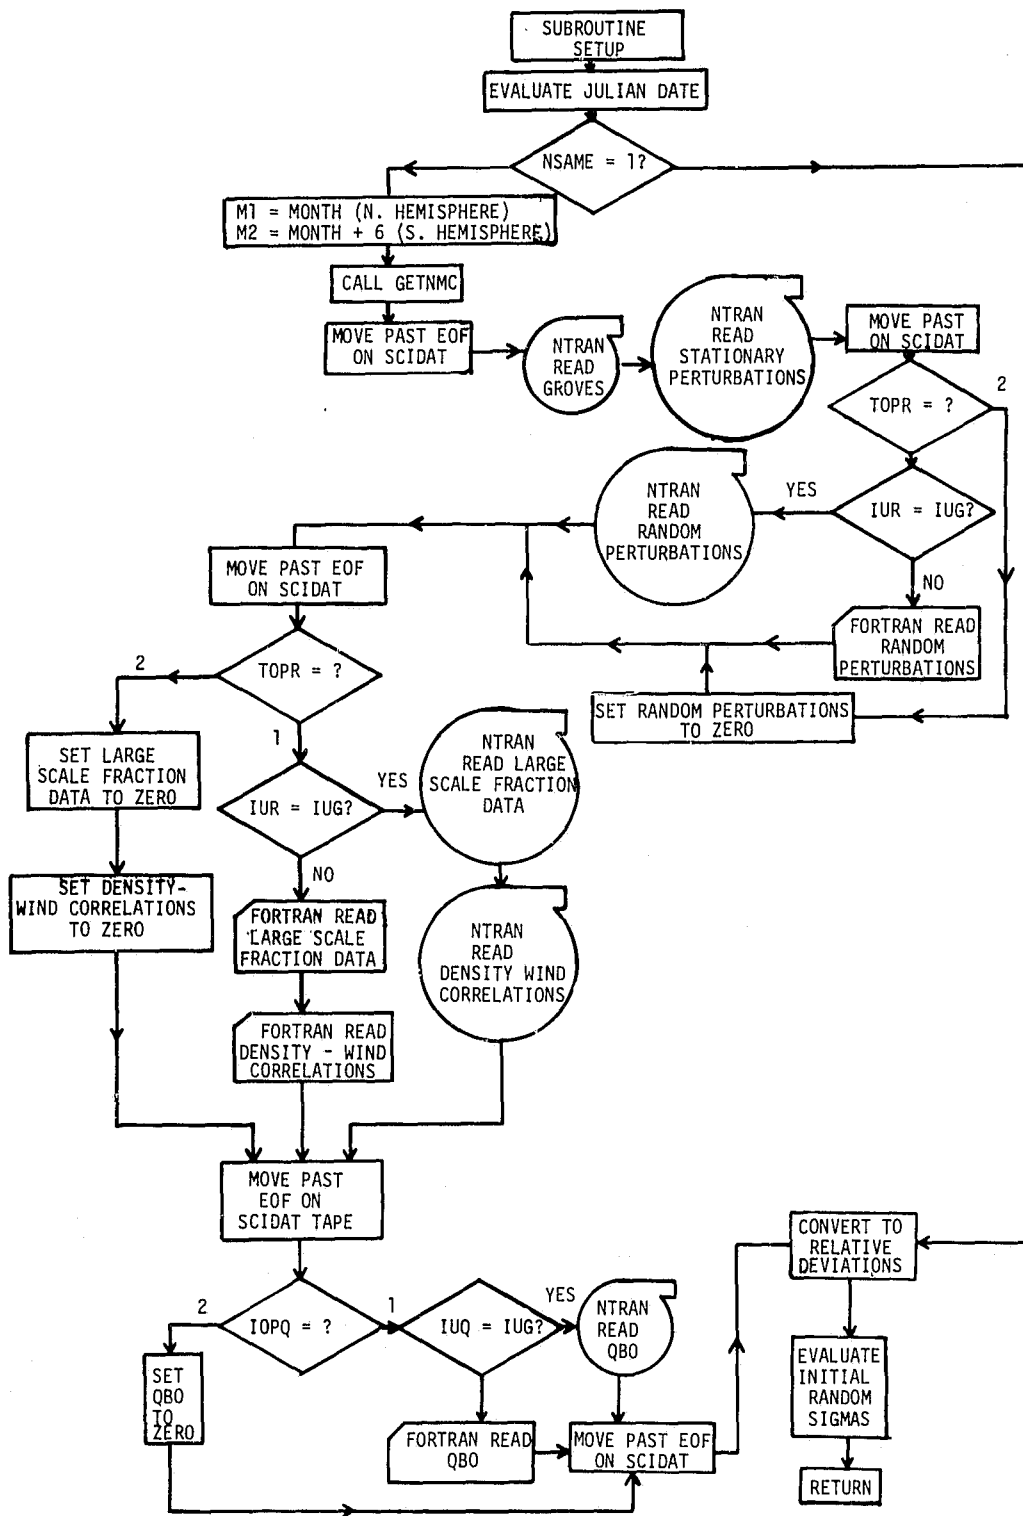 SUBROUTINE
SETUP
EVALUATE JULIAN DATE
NSAME = 1?
M1 = MONTH (N. HEMISPHERE)
M2 = MONTH + 6 (S. HEMISPHERE)
CALL GETNMC
MOVE PAST EOF
ON SCIDAT
NTRAN
READ
GROVES
NTRAN
READ
STATIONARY
PERTURBATIONS
MOVE PAST
ON SCIDAT
TOPR = ?
2
IUR = IUG?
YES
NTRAN
READ
RANDOM
PERTURBATIONS
NO
FORTRAN READ
RANDOM
PERTURBATIONS
SET RANDOM PERTURBATIONS
TO ZERO
MOVE PAST EOF
ON SCIDAT
TOPR = ?
2
1
SET LARGE
SCALE FRACTION
DATA TO ZERO
IUR = IUG?
YES
NTRAN
READ LARGE
SCALE FRACTION
DATA
NO
SET DENSITY-
WIND CORRELATIONS
TO ZERO
FORTRAN READ
LARGE SCALE
FRACTION DATA
NTRAN
READ
DENSITY WIND
CORRELATIONS
FORTRAN READ
DENSITY - WIND
CORRELATIONS
MOVE PAST
EOF ON
SCIDAT TAPE
IOPQ = ?
2
1
IUQ = IUG?
YES
NTRAN
READ
QBO
SET
QBO
TO
ZERO
FORTRAN READ
QBO
MOVE PAST EOF
ON SCIDAT
CONVERT TO
RELATIVE
DEVIATIONS
EVALUATE
INITIAL
RANDOM
SIGMAS
RETURN